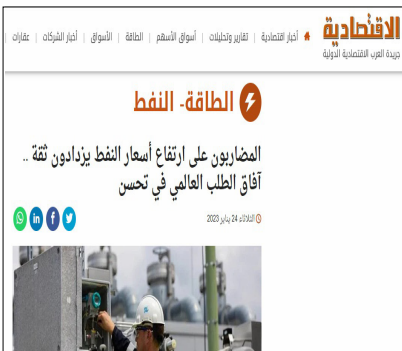 الاقتصادية
جريدة العرب الاقتصادية الدولية
أخبار اقتصادية | تقارير وتحليلات | أسواق الأسهم | الطاقة | الأسواق | أخبار الشركات | عقارات |
الطاقة- النفط
المضاربون على ارتفاع أسعار النفط يزدادون ثقة ..
آفاق الطلب العالمي في تحسن
الثلاثاء 24 يناير 2023